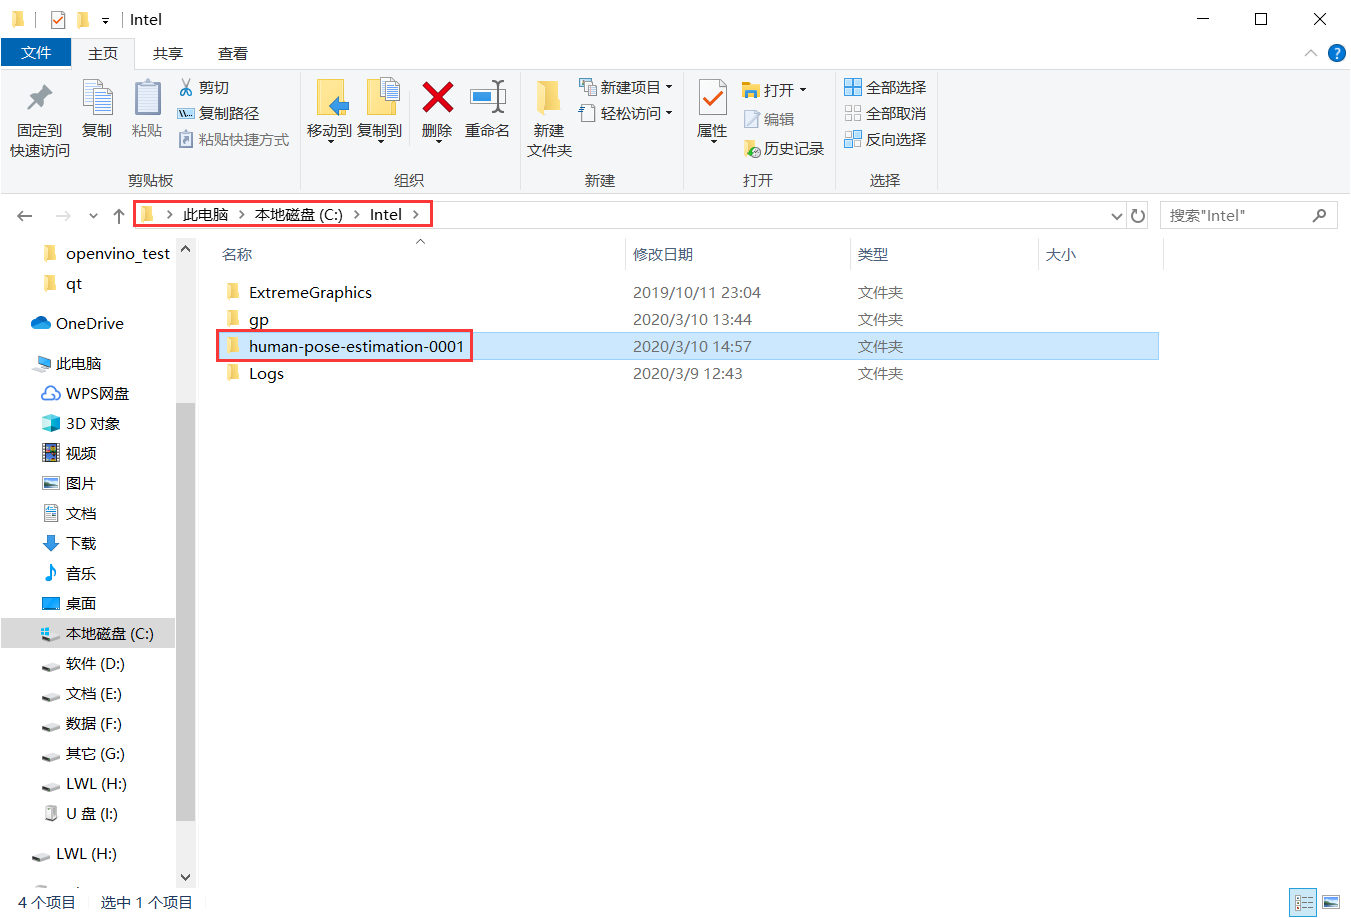 Intel
文件 主页 共享 查看
固定到 快速访问
复制
粘贴
剪切
复制路径
粘贴快捷方式
剪贴板
移动到
复制到
删除
重命名
组织
新建 文件夹
新建项目
轻松访问
新建
属性
打开
编辑
历史记录
打开
全部选择
全部取消
反向选择
选择
此电脑 本地磁盘 (C:) Intel
搜索"Intel"
名称 修改日期 类型 大小
ExtremeGraphics 2019/10/11 23:04 文件夹
gp 2020/3/10 13:44 文件夹
human-pose-estimation-0001 2020/3/10 14:57 文件夹
Logs 2020/3/9 12:43 文件夹
openvino_test
qt
OneDrive
此电脑
WPS网盘
3D 对象
视频
图片
文档
下载
音乐
桌面
本地磁盘 (C:)
软件 (D:)
文档 (E:)
数据 (F:)
其它 (G:)
LWL (H:)
U 盘 (I:)
LWL (H:)
4 个项目 选中 1 个项目